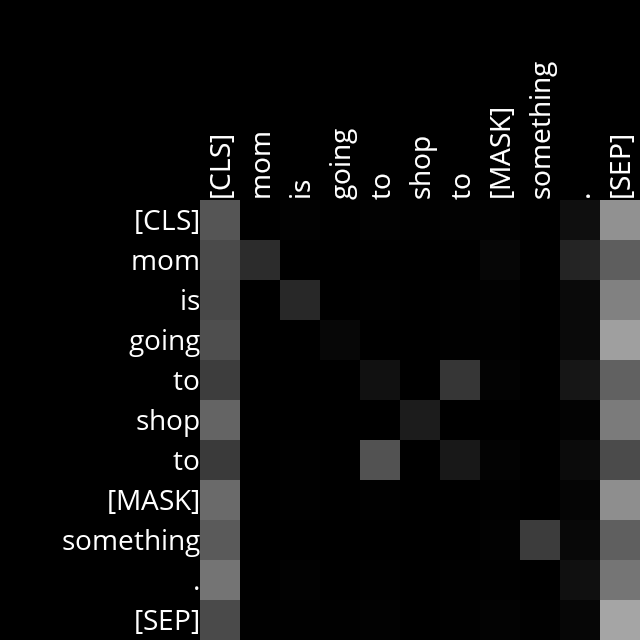 [CLS] mom is going to shop to [MASK] something . [SEP]
[CLS]
mom
is
going
to
shop
to
[MASK]
something
.
[SEP]